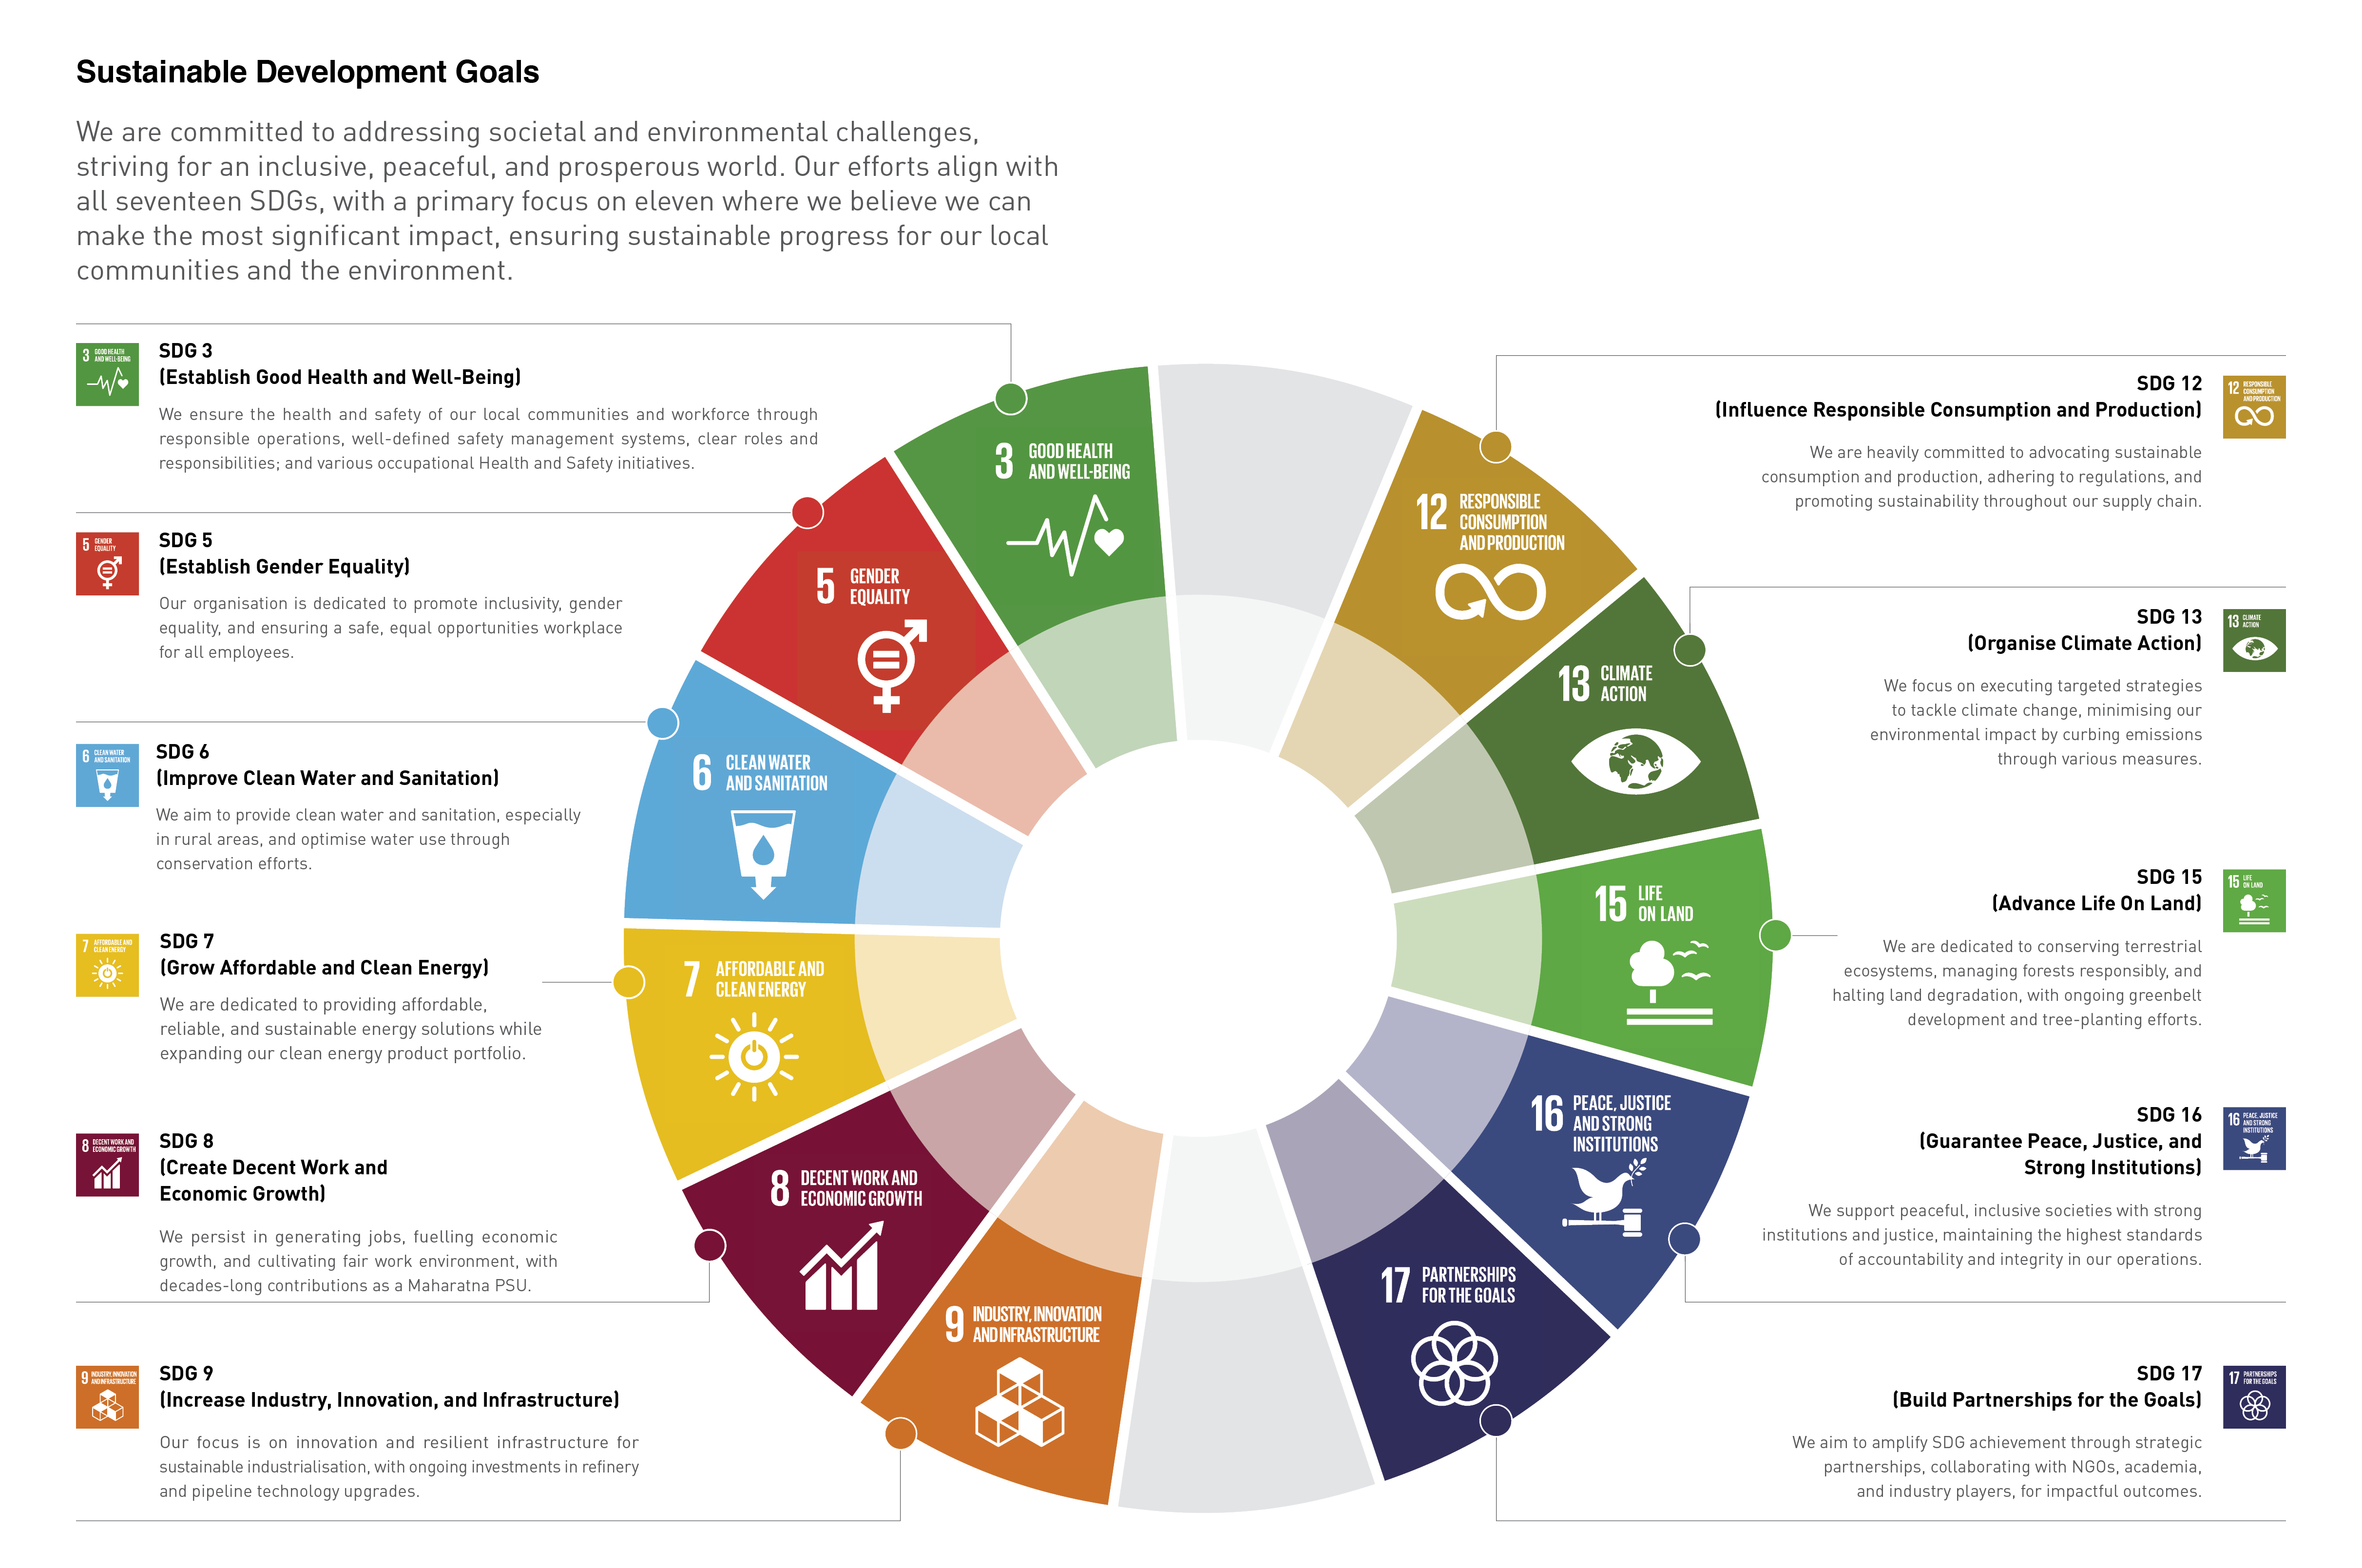 Sustainable Development Goals
We are committed to addressing societal and environmental challenges,
striving for an inclusive, peaceful, and prosperous world. Our efforts align with
all seventeen SDGs, with a primary focus on eleven where we believe we can
make the most significant impact, ensuring sustainable progress for our local
communities and the environment.
3 GOOD HEALTH
AND WELL-BEING
SDG 3
(Establish Good Health and Well-Being)
We ensure the health and safety of our local communities and workforce through
responsible operations, well-defined safety management systems, clear roles and
responsibilities; and various occupational Health and Safety initiatives.
5 GENDER
EQUALITY
SDG 5
(Establish Gender Equality)
Our organisation is dedicated to promote inclusivity, gender
equality, and ensuring a safe, equal opportunities workplace
for all employees.
6 CLEAN WATER
AND SANITATION
SDG 6
(Improve Clean Water and Sanitation)
We aim to provide clean water and sanitation, especially
in rural areas, and optimise water use through
conservation efforts.
7 AFFORDABLE AND
CLEAN ENERGY
SDG 7
(Grow Affordable and Clean Energy)
We are dedicated to providing affordable,
reliable, and sustainable energy solutions while
expanding our clean energy product portfolio.
8 DECENT WORK AND
ECONOMIC GROWTH
SDG 8
(Create Decent Work and
Economic Growth)
We persist in generating jobs, fuelling economic
growth, and cultivating fair work environment, with
decades-long contributions as a Maharatna PSU.
9 INDUSTRY, INNOVATION
AND INFRASTRUCTURE
SDG 9
(Increase Industry, Innovation, and Infrastructure)
Our focus is on innovation and resilient infrastructure for
sustainable industrialisation, with ongoing investments in refinery
and pipeline technology upgrades.
3 GOOD HEALTH
AND WELL-BEING
5 GENDER
EQUALITY
6 CLEAN WATER
AND SANITATION
7 AFFORDABLE AND
CLEAN ENERGY
8 DECENT WORK AND
ECONOMIC GROWTH
9 INDUSTRY, INNOVATION
AND INFRASTRUCTURE
12 RESPONSIBLE
CONSUMPTION
AND PRODUCTION
13 CLIMATE
ACTION
15 LIFE
ON LAND
16 PEACE, JUSTICE
AND STRONG
INSTITUTIONS
17 PARTNERSHIPS
FOR THE GOALS
SDG 12
(Influence Responsible Consumption and Production)
We are heavily committed to advocating sustainable
consumption and production, adhering to regulations, and
promoting sustainability throughout our supply chain.
12 RESPONSIBLE
CONSUMPTION
AND PRODUCTION
SDG 13
(Organise Climate Action)
We focus on executing targeted strategies
to tackle climate change, minimising our
environmental impact by curbing emissions
through various measures.
13 CLIMATE
ACTION
SDG 15
(Advance Life On Land)
We are dedicated to conserving terrestrial
ecosystems, managing forests responsibly, and
halting land degradation, with ongoing greenbelt
development and tree-planting efforts.
15 LIFE
ON LAND
SDG 16
(Guarantee Peace, Justice, and
Strong Institutions)
We support peaceful, inclusive societies with strong
institutions and justice, maintaining the highest standards
of accountability and integrity in our operations.
16 PEACE, JUSTICE
AND STRONG
INSTITUTIONS
SDG 17
(Build Partnerships for the Goals)
We aim to amplify SDG achievement through strategic
partnerships, collaborating with NGOs, academia,
and industry players, for impactful outcomes.
17 PARTNERSHIPS
FOR THE GOALS